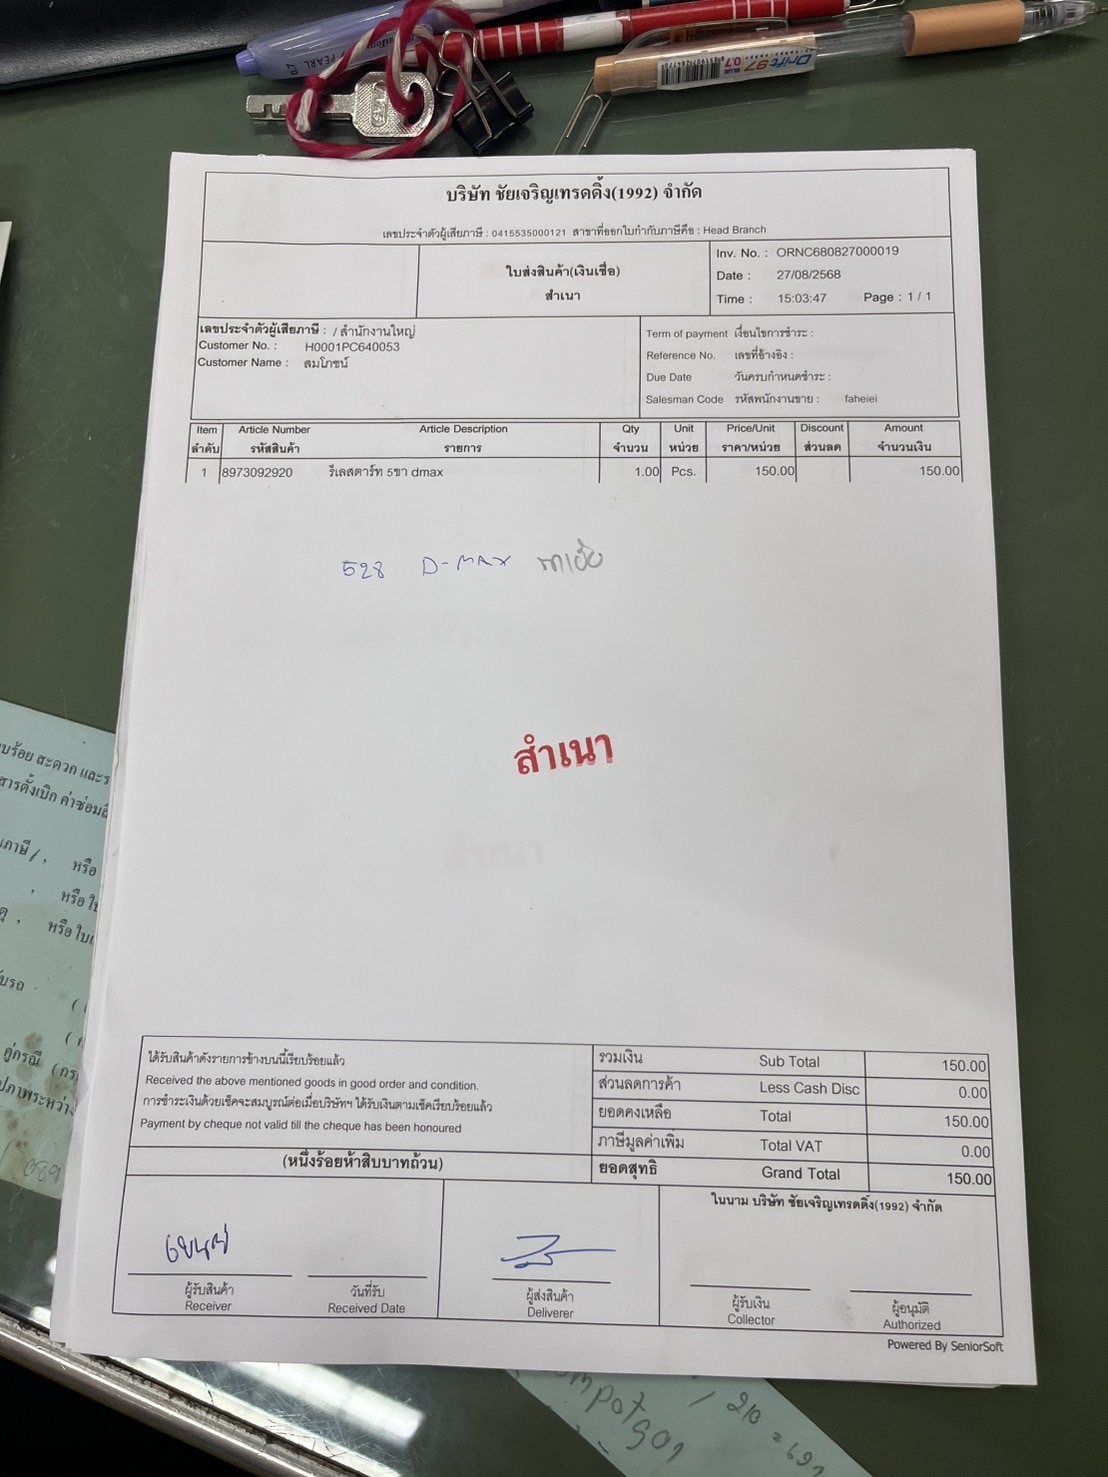 บริษัท ชัยเจริญเทรดดิ้ง(1992) จำกัด
เลขประจำตัวผู้เสียภาษี : 0415535000121 สาขาที่ออกใบกำกับภาษีคือ : Head Branch
ใบส่งสินค้า(เงินเชื่อ)
สำเนา
Inv. No. : ORNC680827000019
Date : 27/08/2568
Time : 15:03:47 Page : 1 / 1
เลขประจำตัวผู้เสียภาษี : / สำนักงานใหญ่
Customer No. : H0001PC640053
Customer Name : สมโภชน์
Term of payment เงื่อนไขการชำระ :
Reference No. เลขที่อ้างอิง :
Due Date วันครบกำหนดชำระ :
Salesman Code รหัสพนักงานขาย : faheiei
Item Article Number Article Description Qty Unit Price/Unit Discount Amount
ลำดับ รหัสสินค้า รายการ จำนวน หน่วย ราคา/หน่วย ส่วนลด จำนวนเงิน
1 8973092920 รีเลสตาร์ท 5ขา dmax 1.00 Pcs. 150.00 150.00
528 D-MAX
สำเนา
ได้รับสินค้าดังรายการข้างบนนี้เรียบร้อยแล้ว
Received the above mentioned goods in good order and condition.
การชำระเงินด้วยเช็คจะสมบูรณ์ต่อเมื่อบริษัทฯ ได้รับเงินตามเช็คเรียบร้อยแล้ว
Payment by cheque not valid till the cheque has been honoured
(หนึ่งร้อยห้าสิบบาทถ้วน)
รวมเงิน Sub Total 150.00
ส่วนลดการค้า Less Cash Disc 0.00
ยอดคงเหลือ Total 150.00
ภาษีมูลค่าเพิ่ม Total VAT 0.00
ยอดสุทธิ Grand Total 150.00
ในนาม บริษัท ชัยเจริญเทรดดิ้ง(1992) จำกัด
ผู้รับสินค้า
Receiver
วันที่รับ
Received Date
ผู้ส่งสินค้า
Deliverer
ผู้รับเงิน
Collector
ผู้อนุมัติ
Authorized
Powered By SeniorSoft